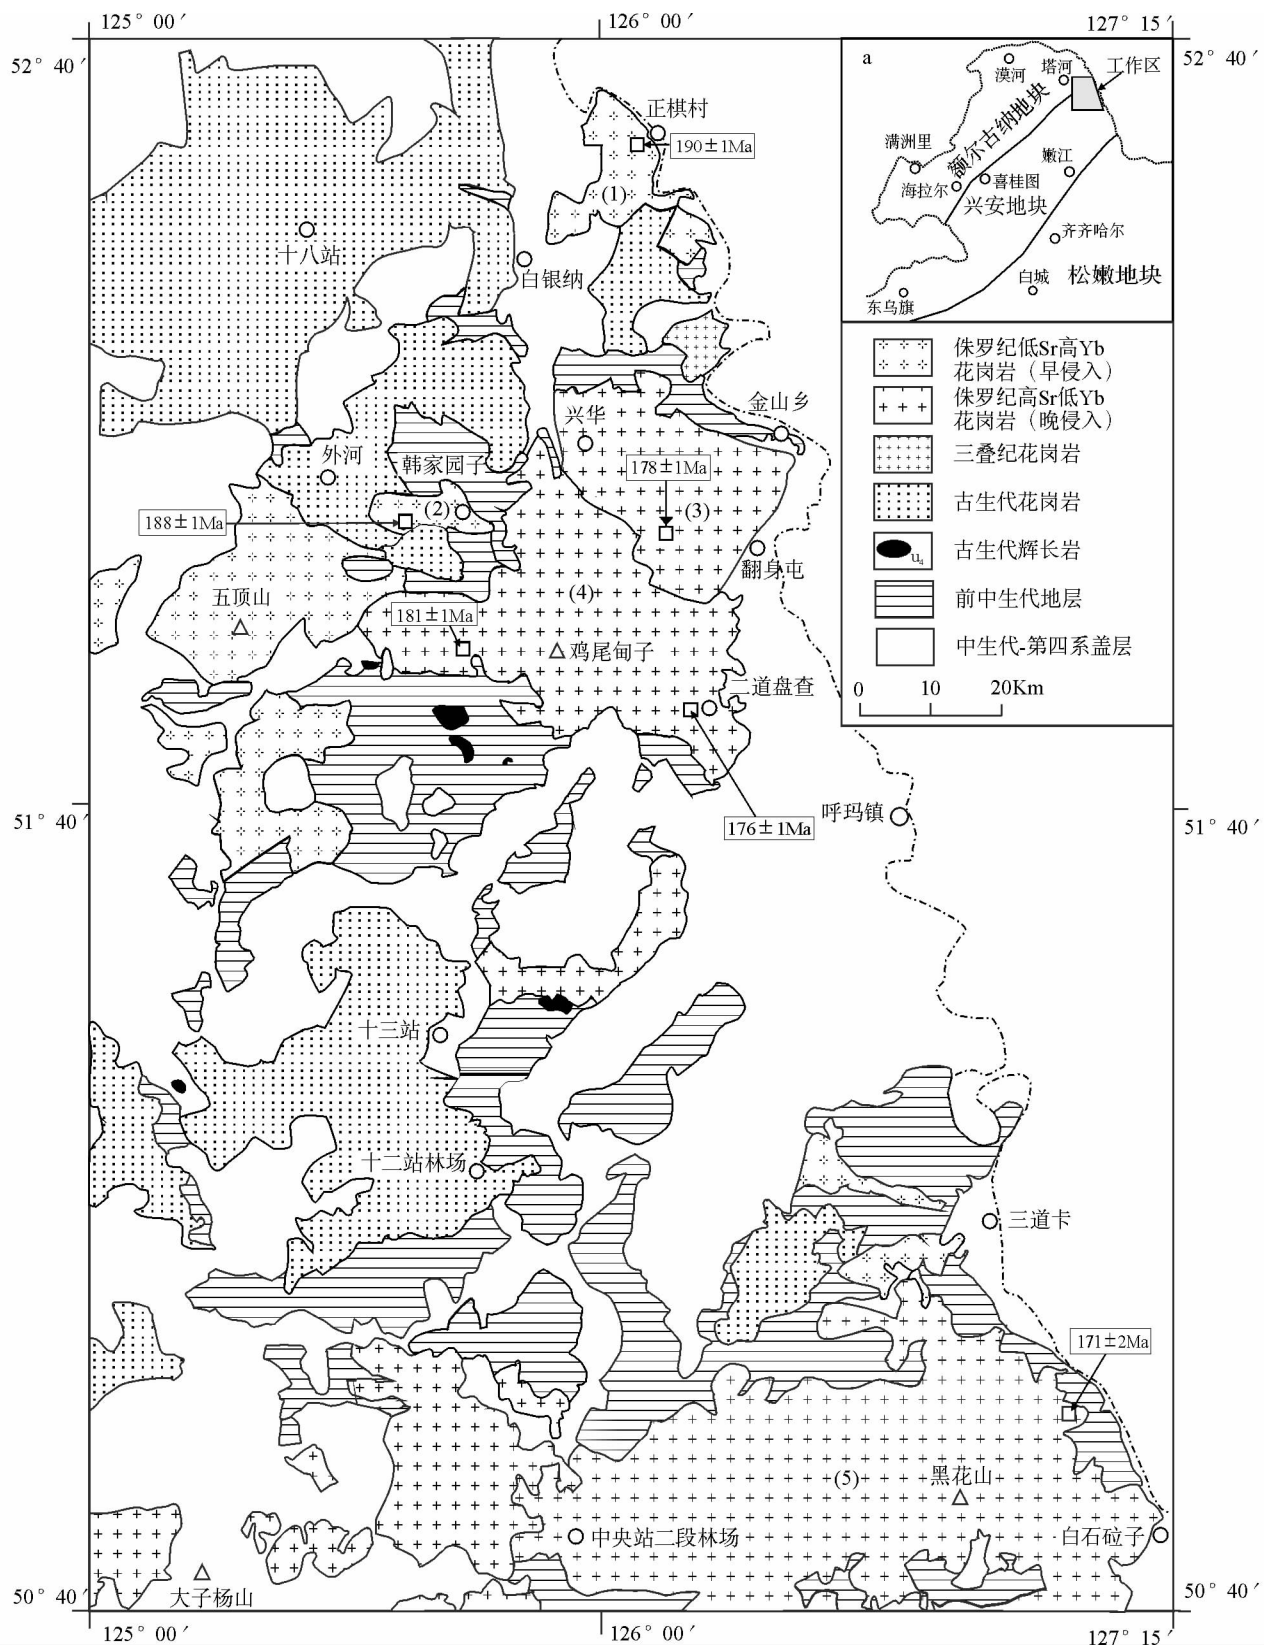 125° 00′
126° 00′
127° 15′
52° 40′
52° 40′
a
漠河
塔河
工作区
额尔古纳地块
满洲里
嫩江
海拉尔
喜桂图
兴安地块
齐齐哈尔
白城
松嫩地块
东乌旗
正棋村
190±1Ma
(1)
十八站
白银纳
侏罗纪低Sr高Yb
花岗岩（早侵入）
侏罗纪高Sr低Yb
花岗岩（晚侵入）
三叠纪花岗岩
古生代花岗岩
u₄
古生代辉长岩
前中生代地层
中生代-第四系盖层
0 10 20Km
金山乡
兴华
外河
韩家园子
178±1Ma
(2)
(3)
188±1Ma
翻身屯
五顶山
(4)
181±1Ma
鸡尾甸子
二道盘查
176±1Ma
呼玛镇
51° 40′
51° 40′
十三站
十二站林场
三道卡
171±2Ma
(5)
黑花山
中央站二段林场
白石砬子
大子杨山
50° 40′
50° 40′
125° 00′
126° 00′
127° 15′